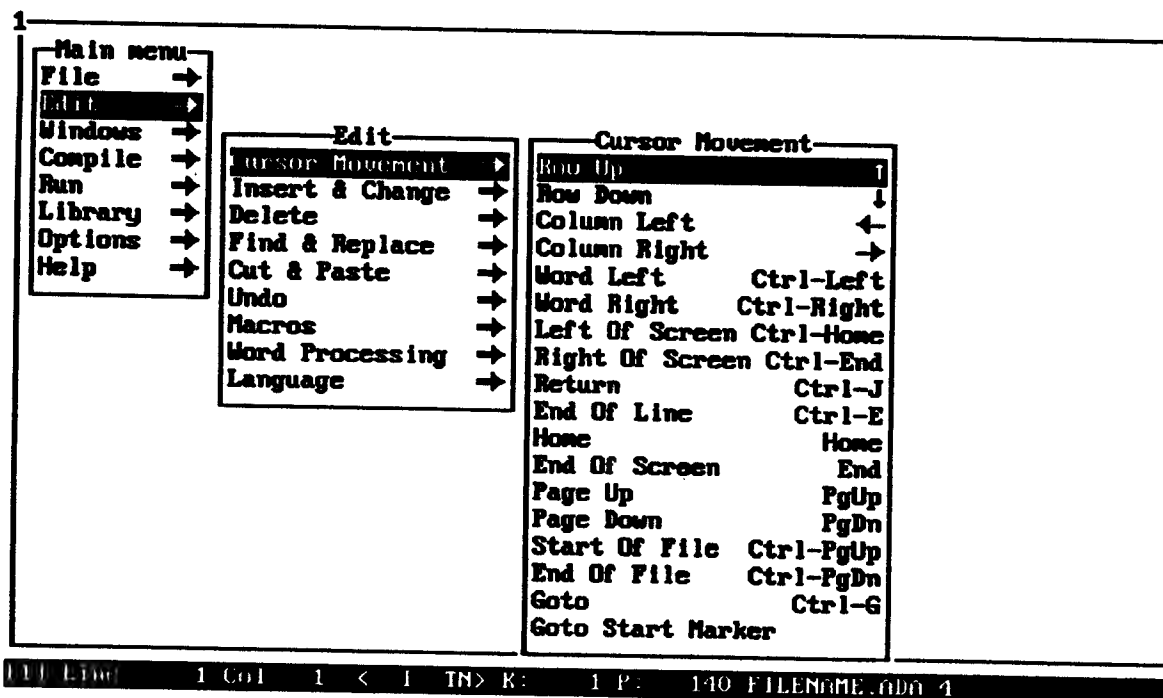 1
Main menu
File →
Edit →
Windows →
Compile →
Run →
Library →
Options →
Help →
Edit
Cursor Movement →
Insert & Change →
Delete →
Find & Replace →
Cut & Paste →
Undo →
Macros →
Word Processing →
Language →
Cursor Movement
Row Up ↑
Row Down ↓
Column Left ←
Column Right →
Word Left Ctrl-Left
Word Right Ctrl-Right
Left Of Screen Ctrl-Home
Right Of Screen Ctrl-End
Return Ctrl-J
End Of Line Ctrl-E
Home Home
End Of Screen End
Page Up PgUp
Page Down PgDn
Start Of File Ctrl-PgUp
End Of File Ctrl-PgDn
Goto Ctrl-G
Goto Start Marker
Line 1 Col 1 < I TN> K: 1 P: 140 FILENAME.ADA 4